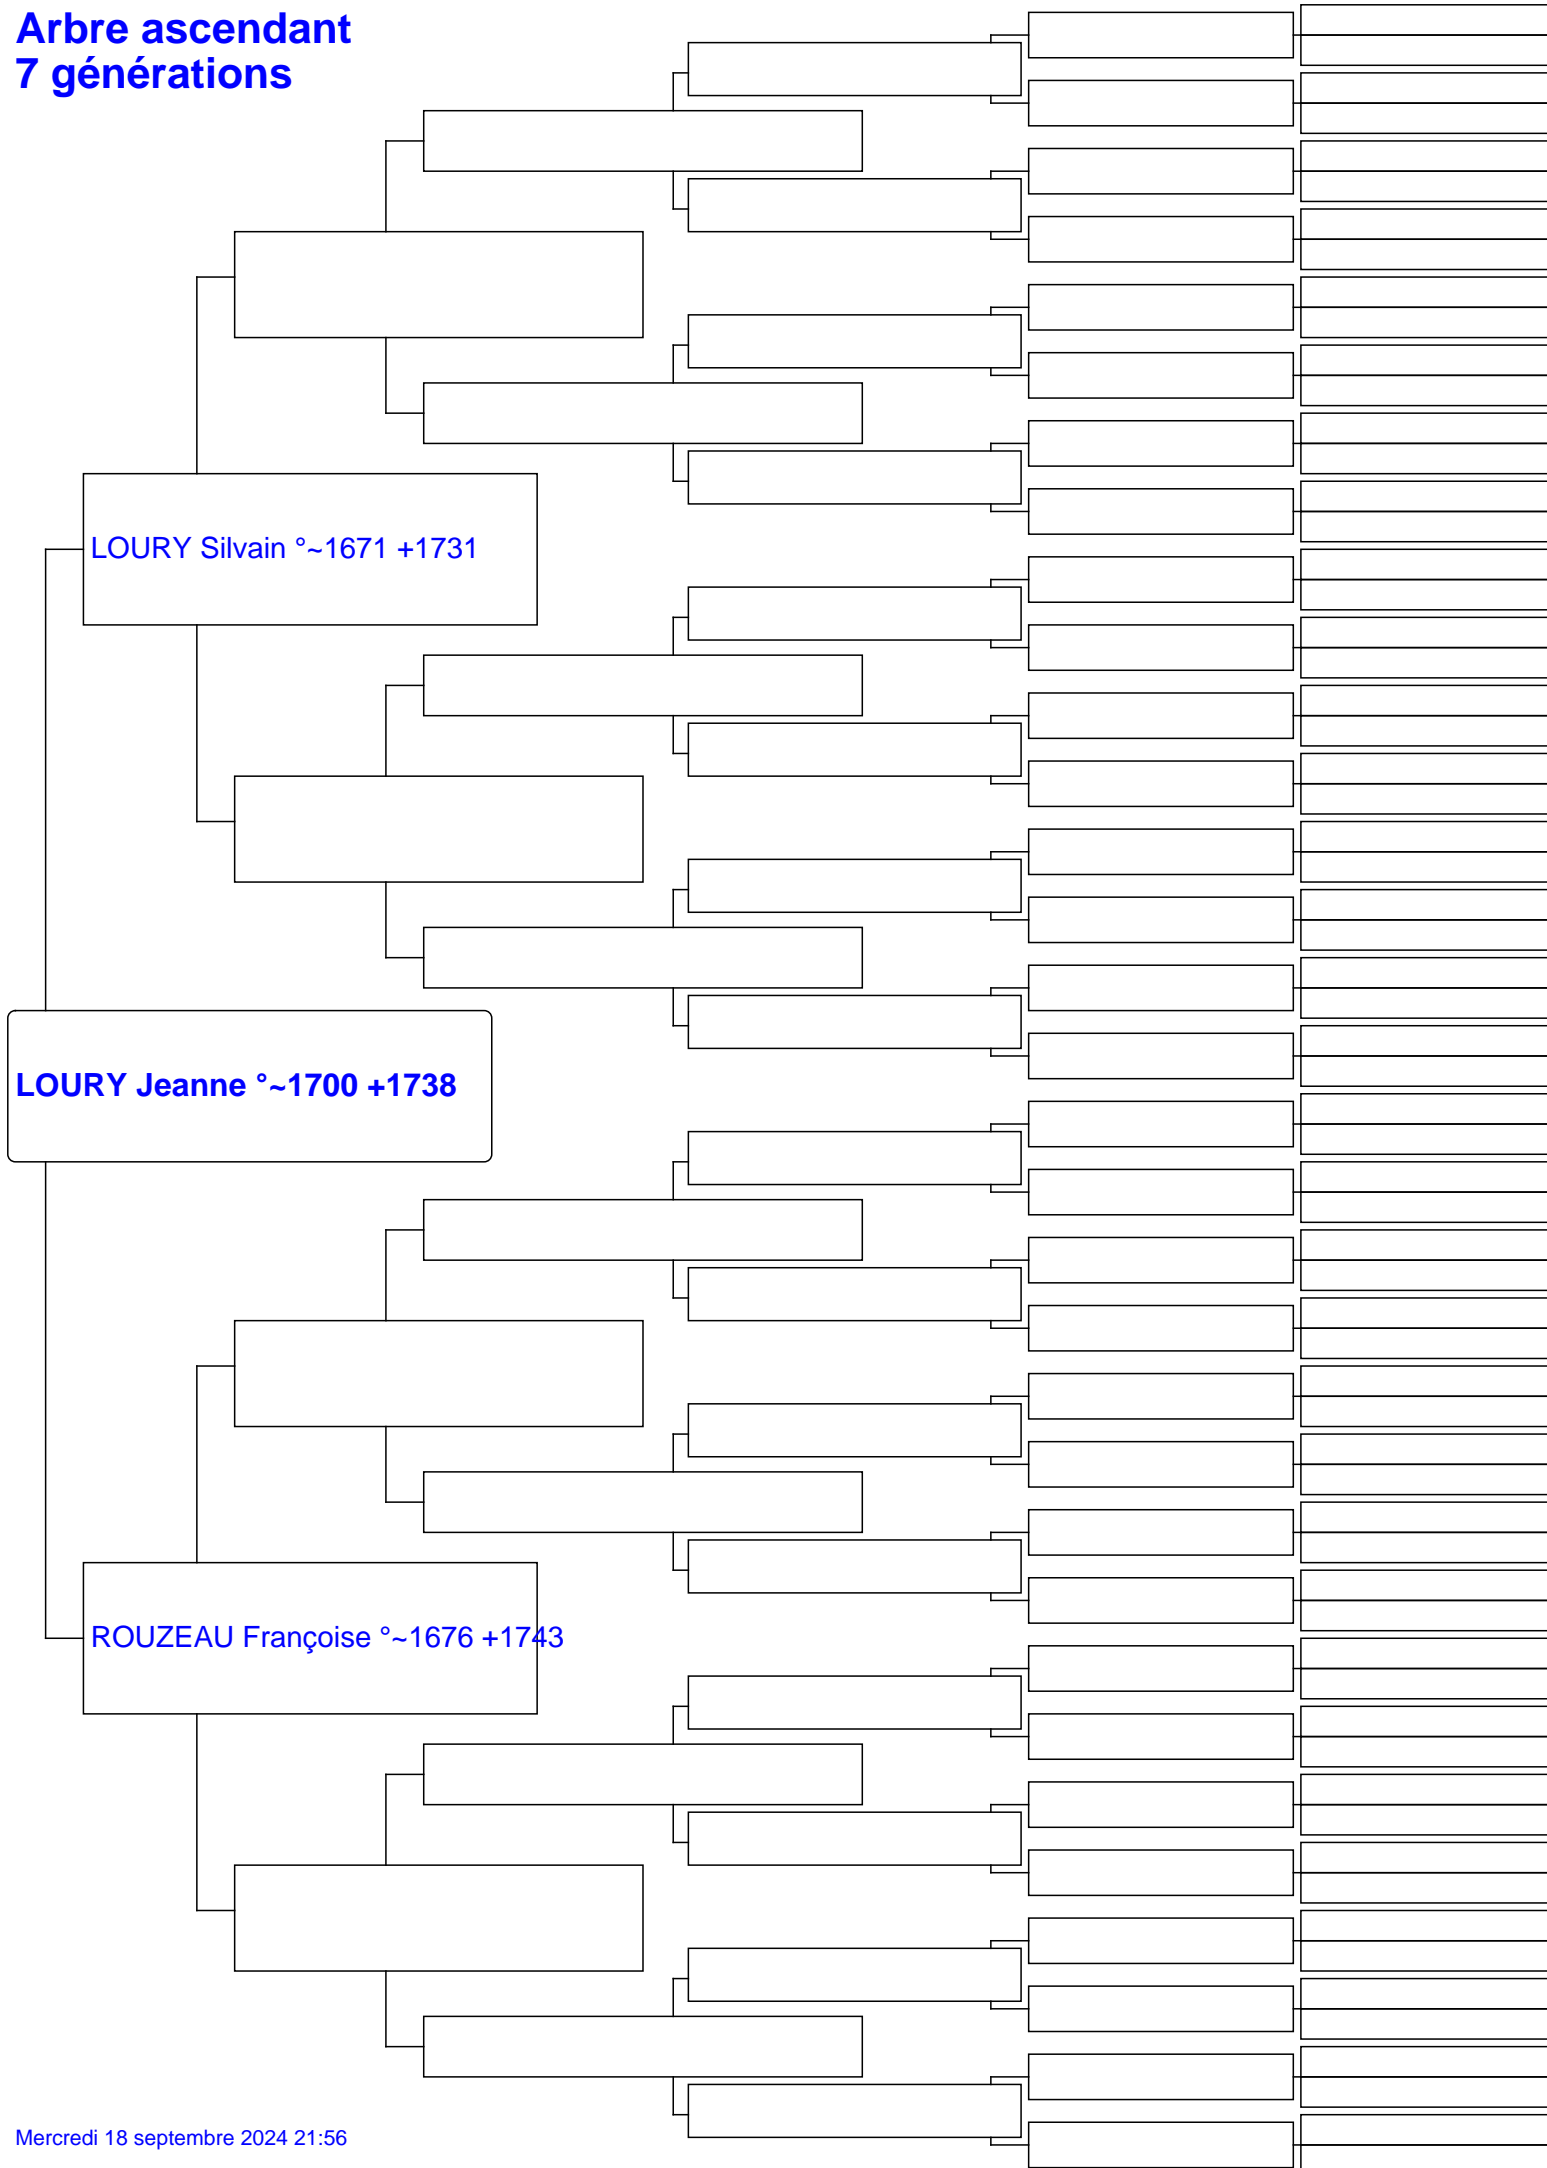 Arbre ascendant
7 générations
LOURY Silvain °~1671 +1731
LOURY Jeanne °~1700 +1738
ROUZEAU Françoise °~1676 +1743
Mercredi 18 septembre 2024 21:56